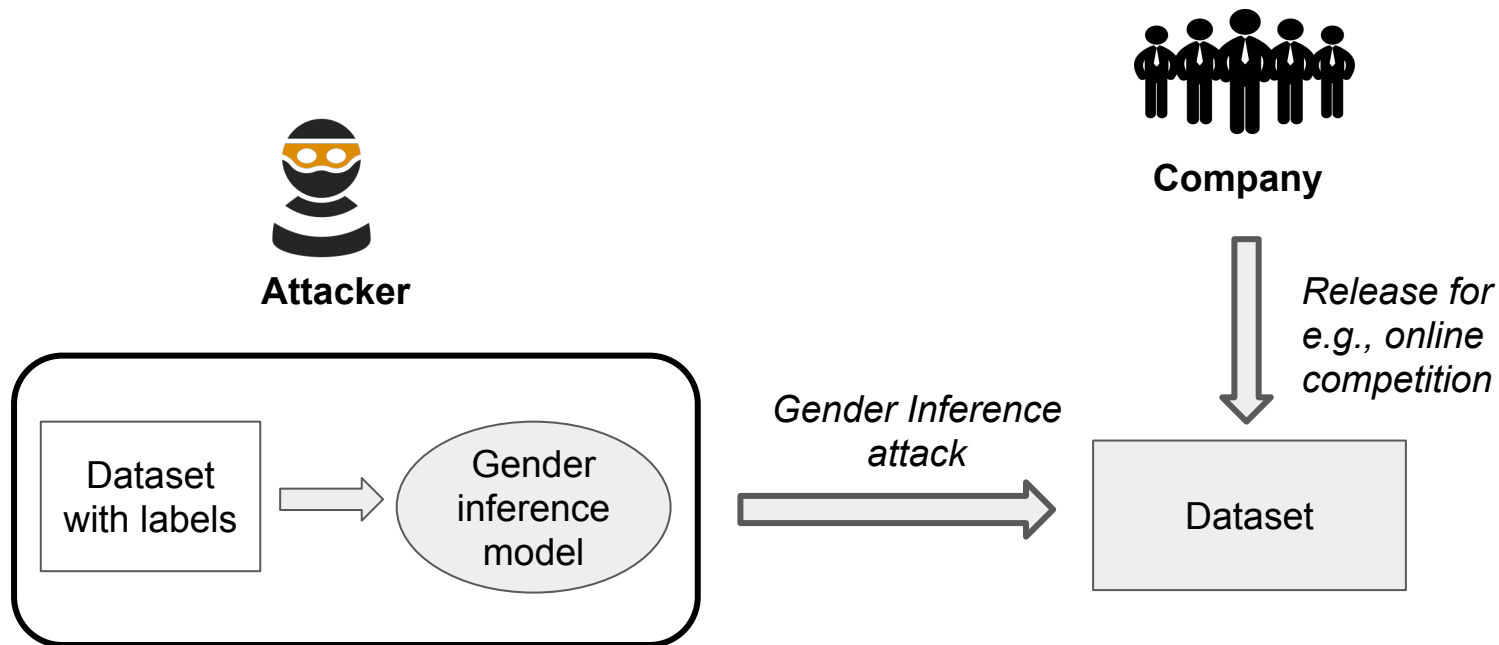 Company
Attacker
Release for
e.g., online
competition
Gender Inference
attack
Dataset
with labels
Gender
inference
model
Dataset